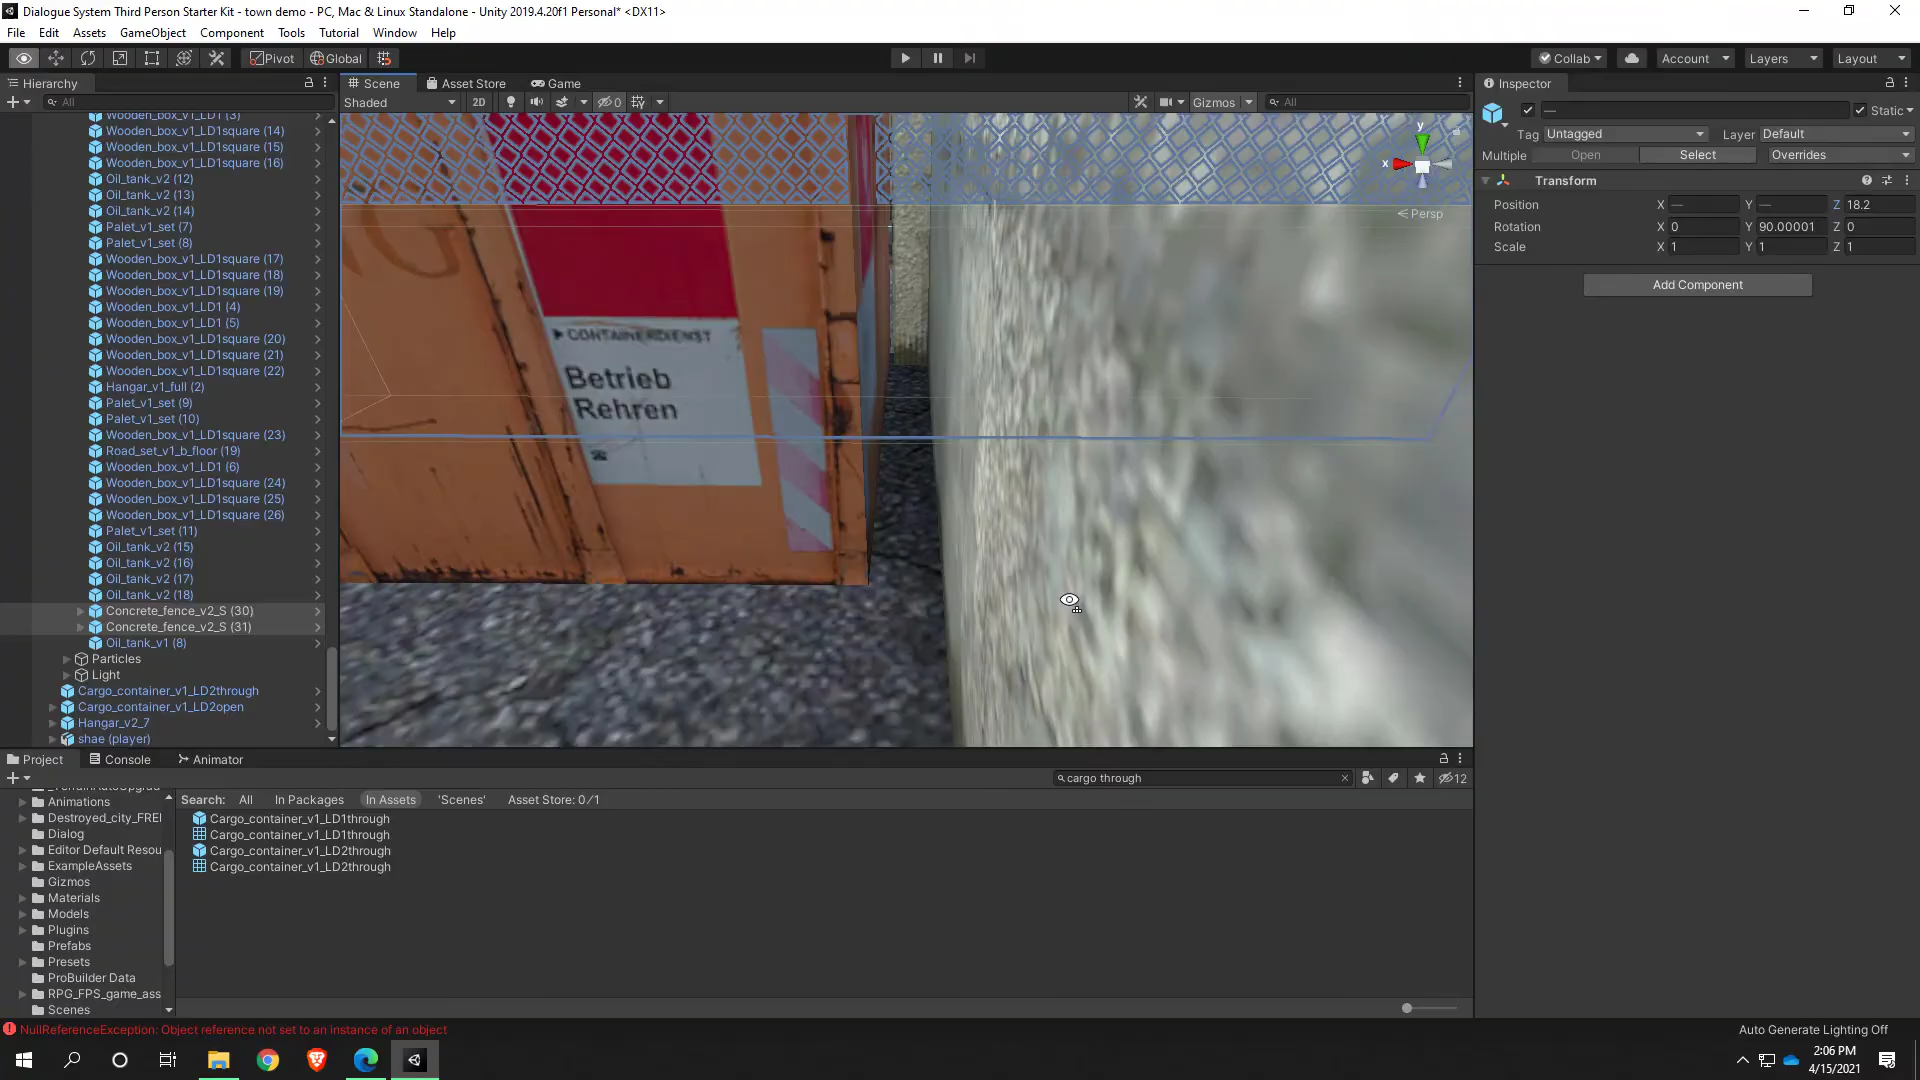 Dialogue System Third Person Starter Kit - town demo - PC, Mac & Linux Standalone - Unity 2019.4.20f1 Personal* <DX11>
File Edit Assets GameObject Component Tools Tutorial Window Help
Pivot Global Collab Account Layers Layout
Hierarchy Scene Asset Store Game Inspector
All Shaded 2D 0 Gizmos All — Static
Tag Untagged Layer Default
Multiple Open Select Overrides
Transform
Position X — Y — Z 18.2
Rotation X 0 Y 90.00001 Z 0
Scale X 1 Y 1 Z 1
Add Component
Wooden_box_v1_LD1 (3)
Wooden_box_v1_LD1square (14)
Wooden_box_v1_LD1square (15)
Wooden_box_v1_LD1square (16)
Oil_tank_v2 (12)
Oil_tank_v2 (13)
Oil_tank_v2 (14)
Palet_v1_set (7)
Palet_v1_set (8)
Wooden_box_v1_LD1square (17)
Wooden_box_v1_LD1square (18)
Wooden_box_v1_LD1square (19)
Wooden_box_v1_LD1 (4)
Wooden_box_v1_LD1 (5)
Wooden_box_v1_LD1square (20)
Wooden_box_v1_LD1square (21)
Wooden_box_v1_LD1square (22)
Hangar_v1_full (2)
Palet_v1_set (9)
Palet_v1_set (10)
Wooden_box_v1_LD1square (23)
Road_set_v1_b_floor (19)
Wooden_box_v1_LD1 (6)
Wooden_box_v1_LD1square (24)
Wooden_box_v1_LD1square (25)
Wooden_box_v1_LD1square (26)
Palet_v1_set (11)
Oil_tank_v2 (15)
Oil_tank_v2 (16)
Oil_tank_v2 (17)
Oil_tank_v2 (18)
Concrete_fence_v2_S (30)
Concrete_fence_v2_S (31)
Oil_tank_v1 (8)
Particles
Light
Cargo_container_v1_LD2through
Cargo_container_v1_LD2open
Hangar_v2_7
shae (player)
y
x
Persp
NG
CONTAINERDIENST
Betrieb
Rehren
Project Console Animator
cargo through 12
Search: All In Packages In Assets 'Scenes' Asset Store: 0/1
Animations
Destroyed_city_FREI
Dialog
Editor Default Resou
ExampleAssets
Gizmos
Materials
Models
Plugins
Prefabs
Presets
ProBuilder Data
RPG_FPS_game_ass
Scenes
Cargo_container_v1_LD1through
Cargo_container_v1_LD1through
Cargo_container_v1_LD2through
Cargo_container_v1_LD2through
NullReferenceException: Object reference not set to an instance of an object
Auto Generate Lighting Off
2:06 PM
4/15/2021